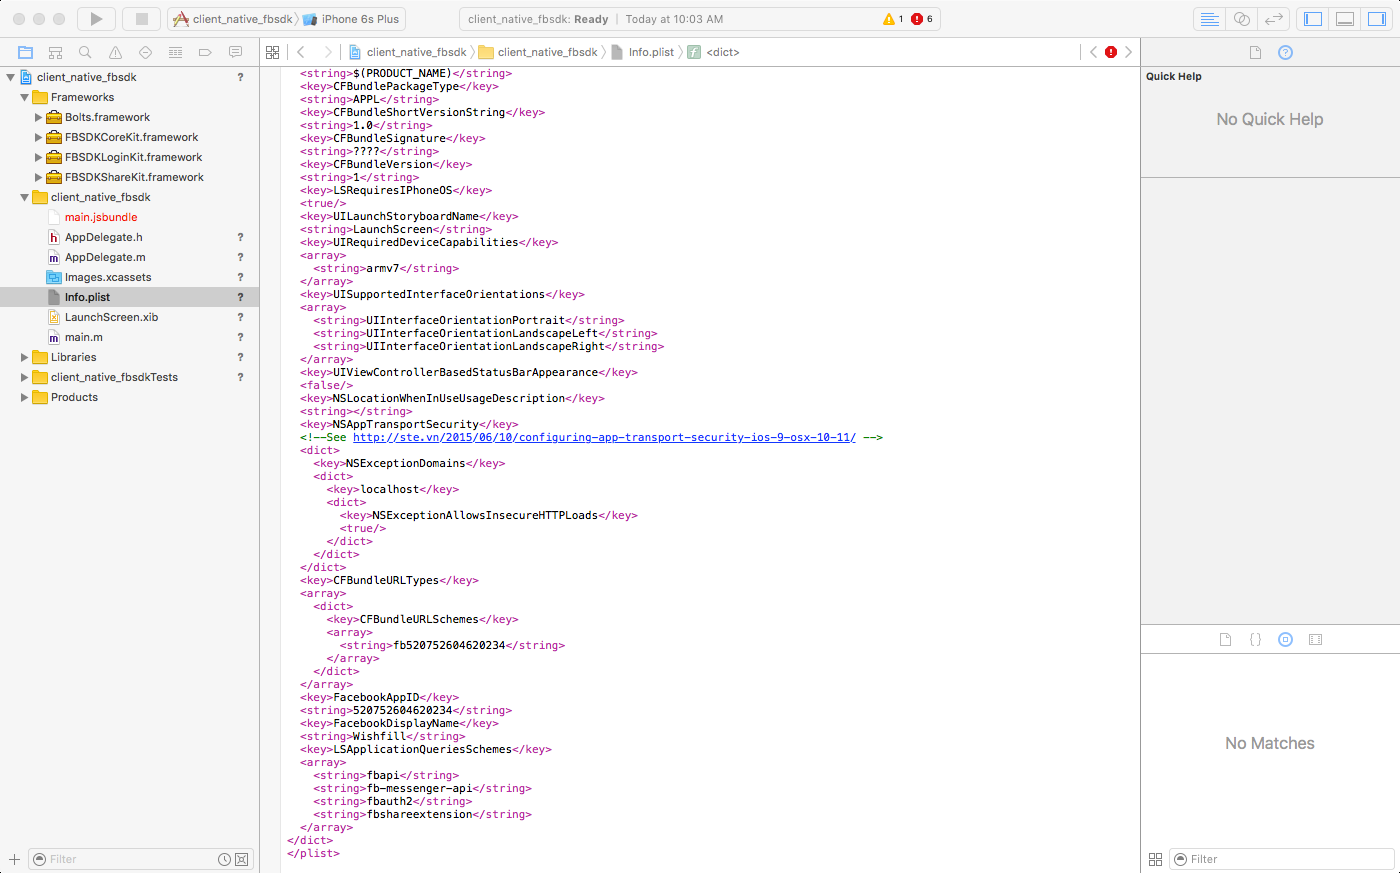 client_native_fbsdk iPhone 6s Plus
client_native_fbsdk: Ready Today at 10:03 AM 1 6
client_native_fbsdk client_native_fbsdk Info.plist <dict>
client_native_fbsdk ?
Frameworks
Bolts.framework
FBSDKCoreKit.framework
FBSDKLoginKit.framework
FBSDKShareKit.framework
client_native_fbsdk
main.jsbundle
AppDelegate.h ?
AppDelegate.m ?
Images.xcassets ?
Info.plist ?
LaunchScreen.xib ?
main.m ?
Libraries ?
client_native_fbsdkTests ?
Products
Filter
<string>$(PRODUCT_NAME)</string>
<key>CFBundlePackageType</key>
<string>APPL</string>
<key>CFBundleShortVersionString</key>
<string>1.0</string>
<key>CFBundleSignature</key>
<string>????</string>
<key>CFBundleVersion</key>
<string>1</string>
<key>LSRequiresIPhoneOS</key>
<true/>
<key>UILaunchStoryboardName</key>
<string>LaunchScreen</string>
<key>UIRequiredDeviceCapabilities</key>
<array>
<string>armv7</string>
</array>
<key>UISupportedInterfaceOrientations</key>
<array>
<string>UIInterfaceOrientationPortrait</string>
<string>UIInterfaceOrientationLandscapeLeft</string>
<string>UIInterfaceOrientationLandscapeRight</string>
</array>
<key>UIViewControllerBasedStatusBarAppearance</key>
<false/>
<key>NSLocationWhenInUseUsageDescription</key>
<string></string>
<key>NSAppTransportSecurity</key>
<!--See http://ste.vn/2015/06/10/configuring-app-transport-security-ios-9-osx-10-11/ -->
<dict>
<key>NSExceptionDomains</key>
<dict>
<key>localhost</key>
<dict>
<key>NSExceptionAllowsInsecureHTTPLoads</key>
<true/>
</dict>
</dict>
</dict>
<key>CFBundleURLTypes</key>
<array>
<dict>
<key>CFBundleURLSchemes</key>
<array>
<string>fb520752604620234</string>
</array>
</dict>
</array>
<key>FacebookAppID</key>
<string>520752604620234</string>
<key>FacebookDisplayName</key>
<string>Wishfill</string>
<key>LSApplicationQueriesSchemes</key>
<array>
<string>fbapi</string>
<string>fb-messenger-api</string>
<string>fbauth2</string>
<string>fbshareextension</string>
</array>
</dict>
</plist>
Quick Help
No Quick Help
No Matches
Filter